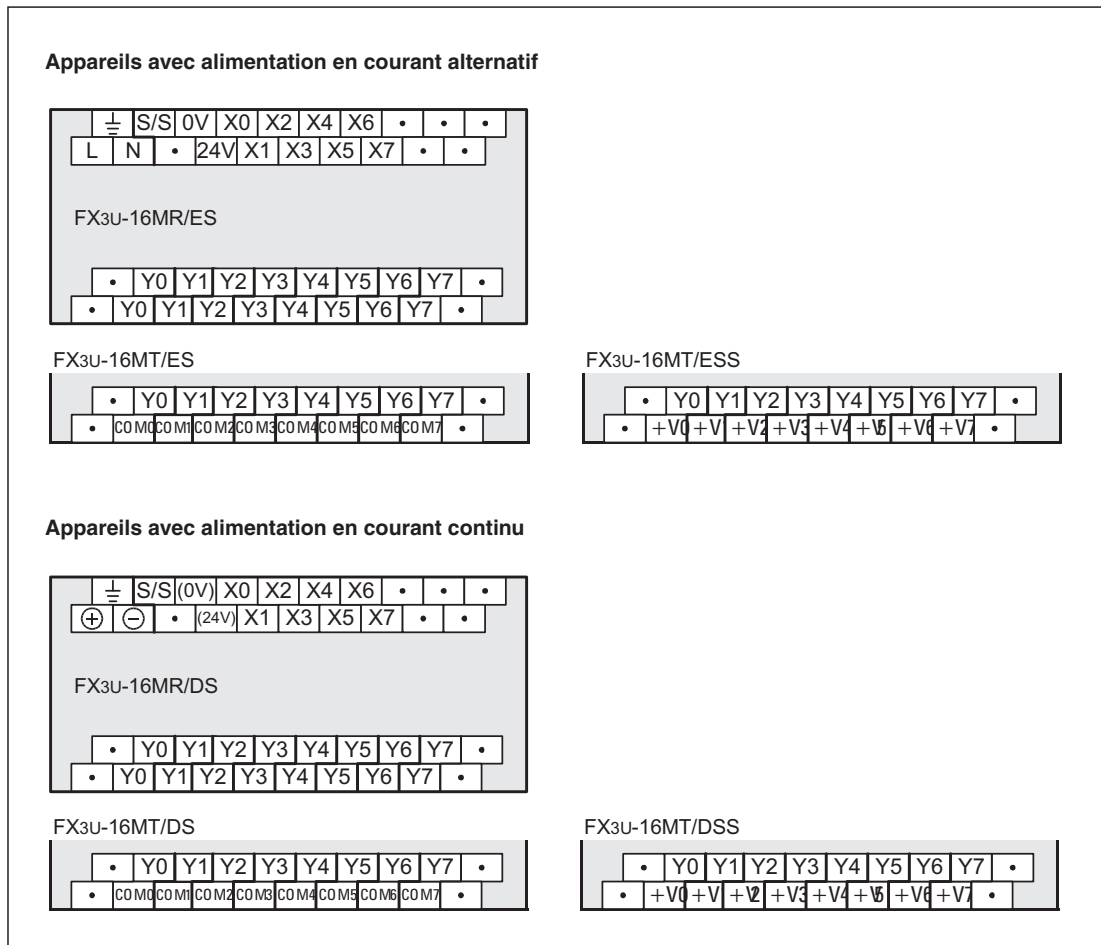 Appareils avec alimentation en courant alternatif
⏚ S/S 0V X0 X2 X4 X6 • • •
L N • 24V X1 X3 X5 X7 • •
FX3U-16MR/ES
• Y0 Y1 Y2 Y3 Y4 Y5 Y6 Y7 •
• Y0 Y1 Y2 Y3 Y4 Y5 Y6 Y7 •
FX3U-16MT/ES
• Y0 Y1 Y2 Y3 Y4 Y5 Y6 Y7 •
• COM0 COM1 COM2 COM3 COM4 COM5 COM6 COM7 •
FX3U-16MT/ESS
• Y0 Y1 Y2 Y3 Y4 Y5 Y6 Y7 •
• +V0 +V1 +V2 +V3 +V4 +V5 +V6 +V7 •
Appareils avec alimentation en courant continu
⏚ S/S (0V) X0 X2 X4 X6 • • •
⊕ ⊖ • (24V) X1 X3 X5 X7 • •
FX3U-16MR/DS
• Y0 Y1 Y2 Y3 Y4 Y5 Y6 Y7 •
• Y0 Y1 Y2 Y3 Y4 Y5 Y6 Y7 •
FX3U-16MT/DS
• Y0 Y1 Y2 Y3 Y4 Y5 Y6 Y7 •
• COM0 COM1 COM2 COM3 COM4 COM5 COM6 COM7 •
FX3U-16MT/DSS
• Y0 Y1 Y2 Y3 Y4 Y5 Y6 Y7 •
• +V0 +V +V2 +V3 +V4 +V5 +V6 +V7 •